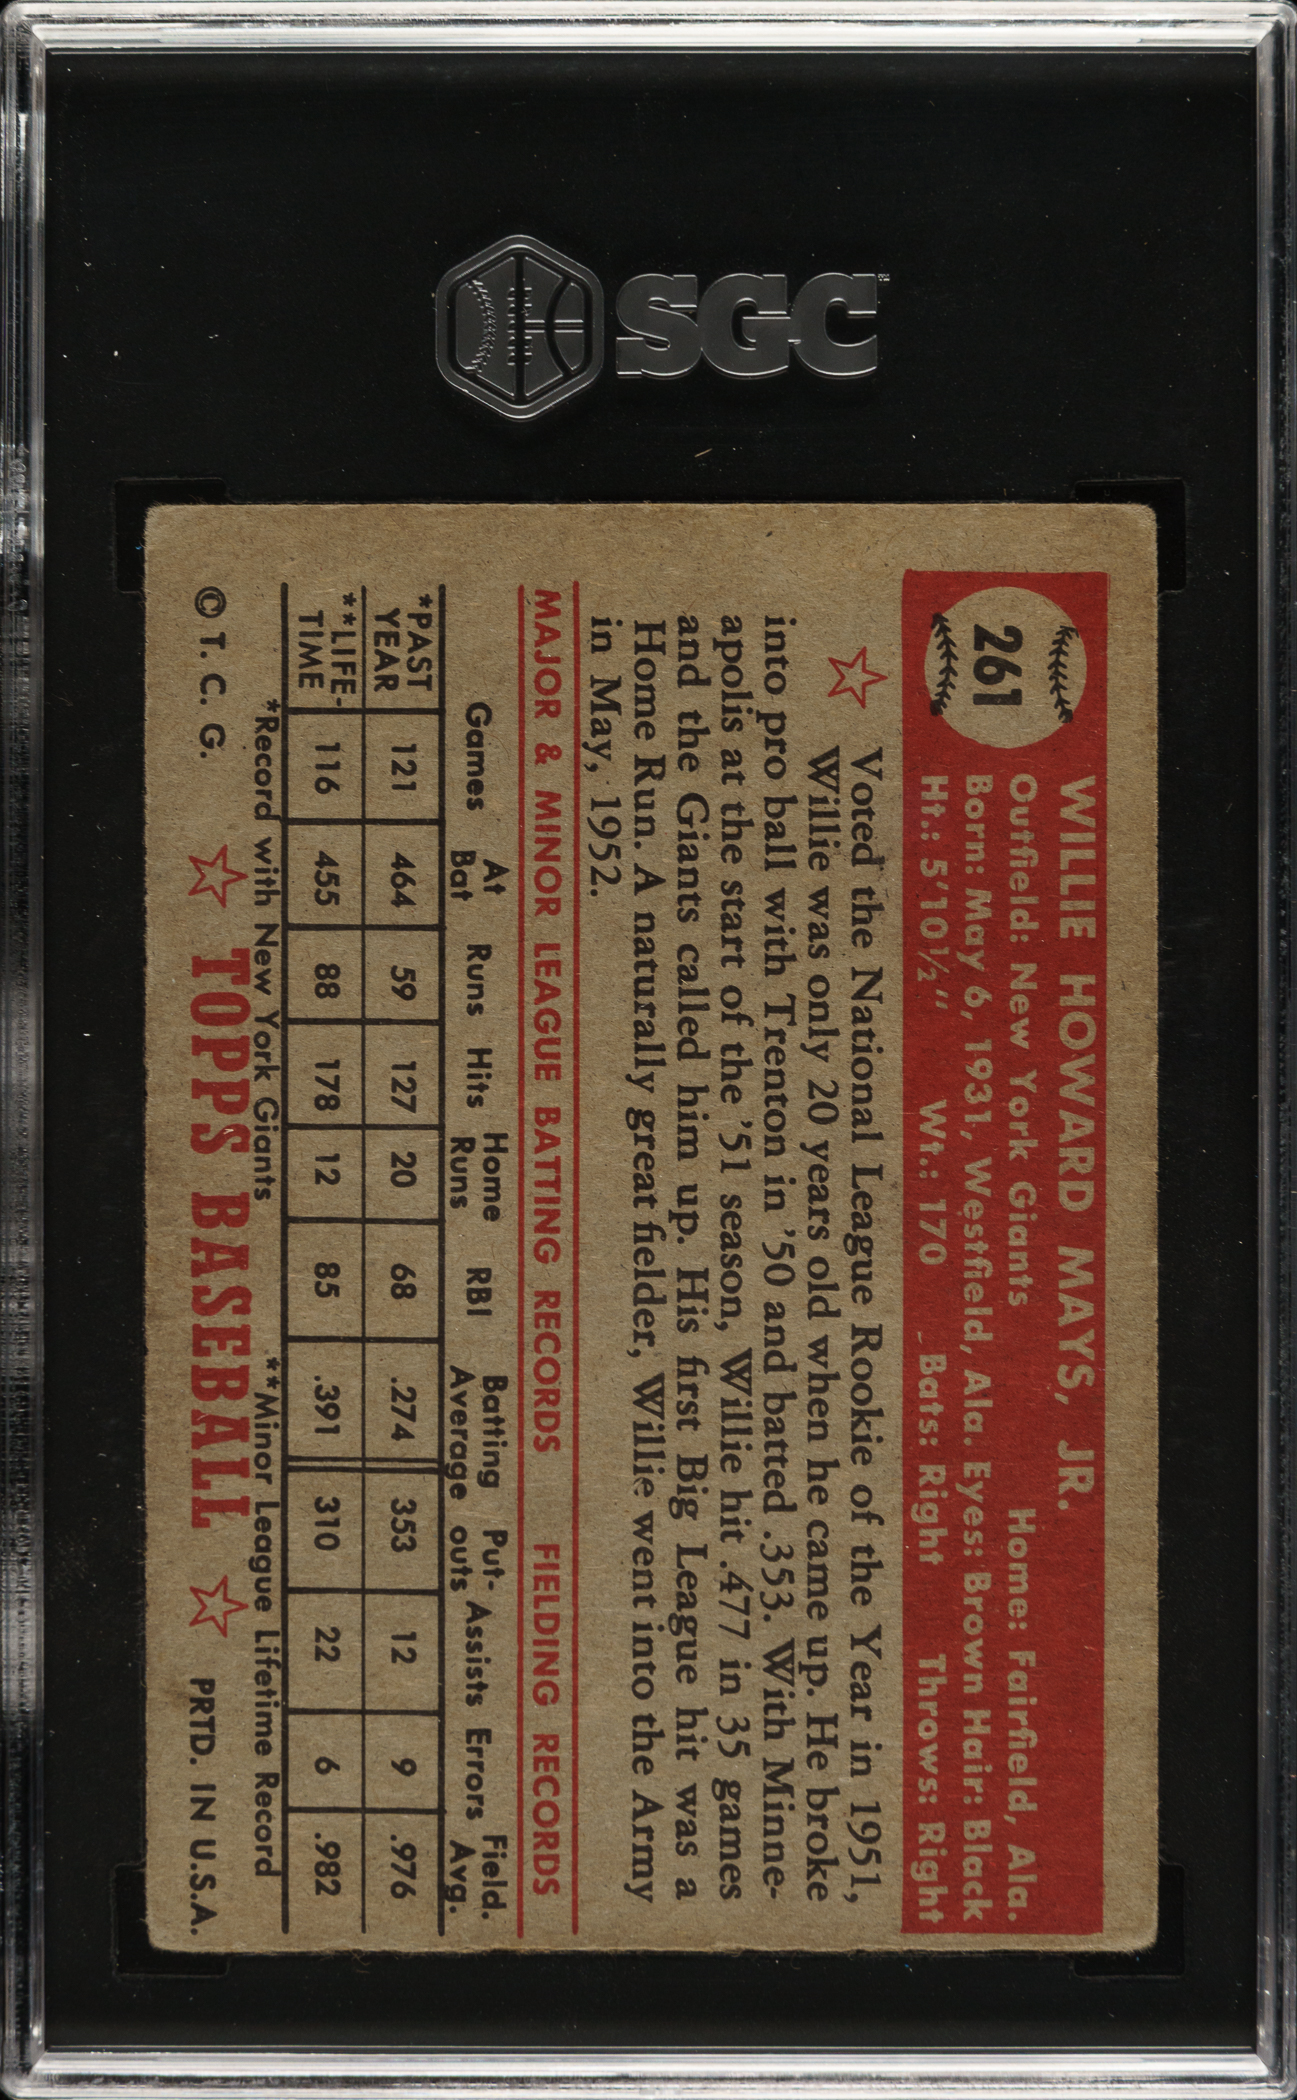 SGC
261
WILLIE HOWARD MAYS, JR.
Outfield: New York Giants Home: Fairfield, Ala.
Born: May 6, 1931, Westfield, Ala. Eyes: Brown Hair: Black
Ht.: 5'10½" Wt.: 170 Bats: Right Throws: Right
Voted the National League Rookie of the Year in 1951,
Willie was only 20 years old when he came up. He broke
into pro ball with Trenton in '50 and batted .353. With Minne-
apolis at the start of the '51 season, Willie hit .477 in 35 games
and the Giants called him up. His first Big League hit was a
Home Run. A naturally great fielder, Willie went into the Army
in May, 1952.
MAJOR & MINOR LEAGUE BATTING RECORDS FIELDING RECORDS
Games At Bat Runs Hits Home Runs RBI Batting Average Put-outs Assists Errors Field. Avg.
*PAST YEAR 121 464 59 127 20 68 .274 353 12 9 .976
**LIFE-TIME 116 455 88 178 12 85 .391 310 22 6 .982
*Record with New York Giants **Minor League Lifetime Record
© T. C. G. TOPPS BASEBALL PRTD. IN U.S.A.